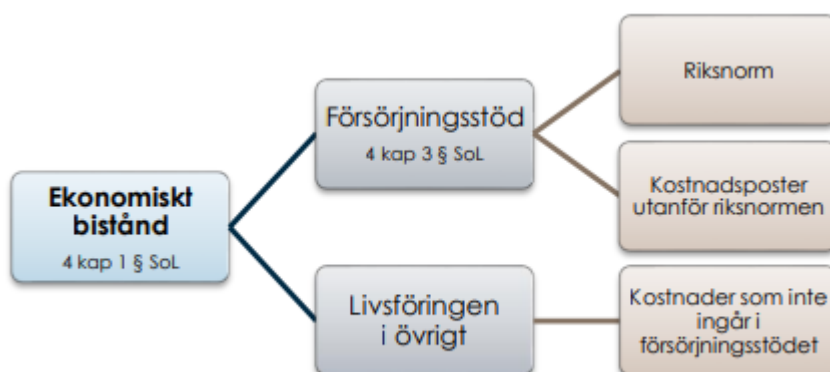 Ekonomiskt
bistånd
4 kap 1 § SoL
Försörjningsstöd
4 kap 3 § SoL
Riksnorm
Kostnadsposter
utanför riksnormen
Livsföringen
i övrigt
Kostnader som inte
ingår i
försörjningsstödet